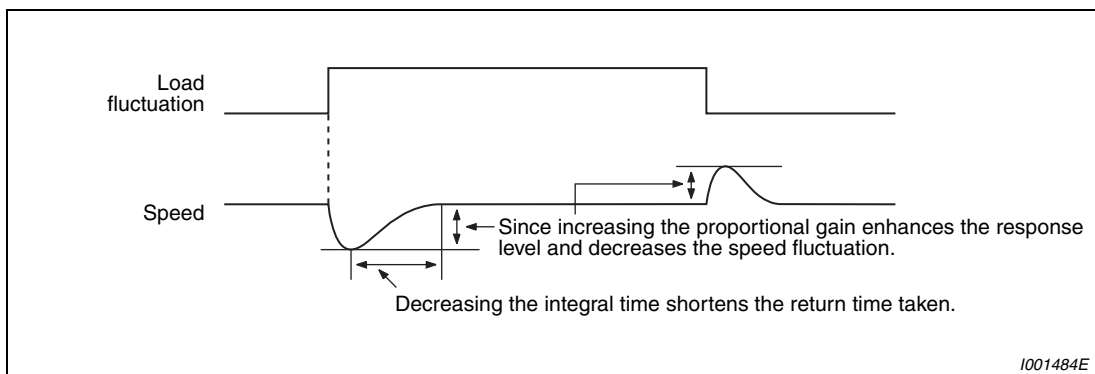 Load
fluctuation
Speed
Since increasing the proportional gain enhances the response
level and decreases the speed fluctuation.
Decreasing the integral time shortens the return time taken.
I001484E